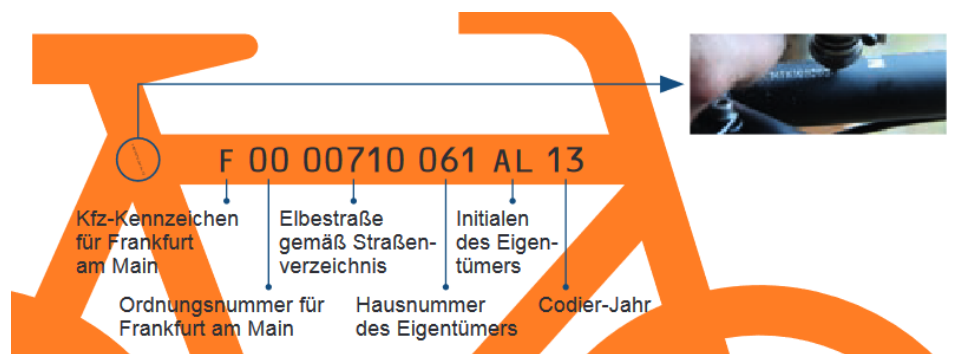 F 00 00710 061 AL 13
Kfz-Kennzeichen
für Frankfurt
am Main
Elbestraße
gemäß Straßen-
verzeichnis
Initialen
des Eigen-
tümers
Ordnungsnummer für
Frankfurt am Main
Hausnummer
des Eigentümers
Codier-Jahr